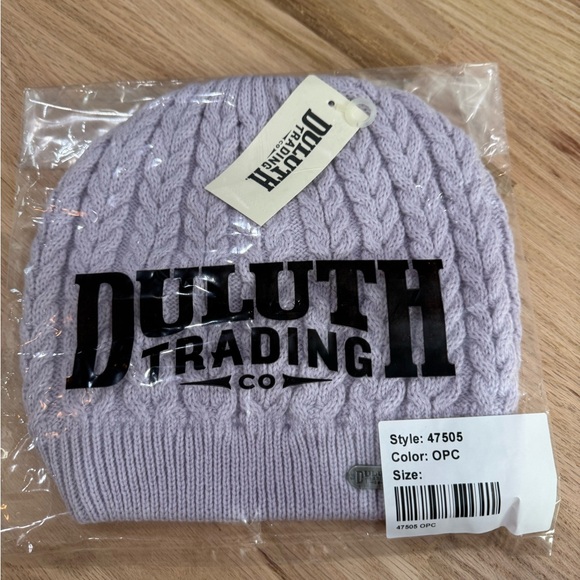 DULUTH
TRADING
CO
DULUTH
TRADING
CO
Style: 47505
Color: OPC
Size:
47505 OPC